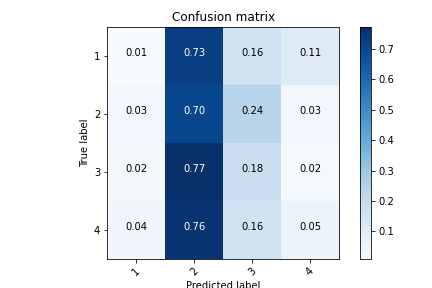 Confusion matrix
True label
1 0.01 0.73 0.16 0.11
2 0.03 0.70 0.24 0.03
3 0.02 0.77 0.18 0.02
4 0.04 0.76 0.16 0.05
1 2 3 4
Predicted label
0.7
0.6
0.5
0.4
0.3
0.2
0.1